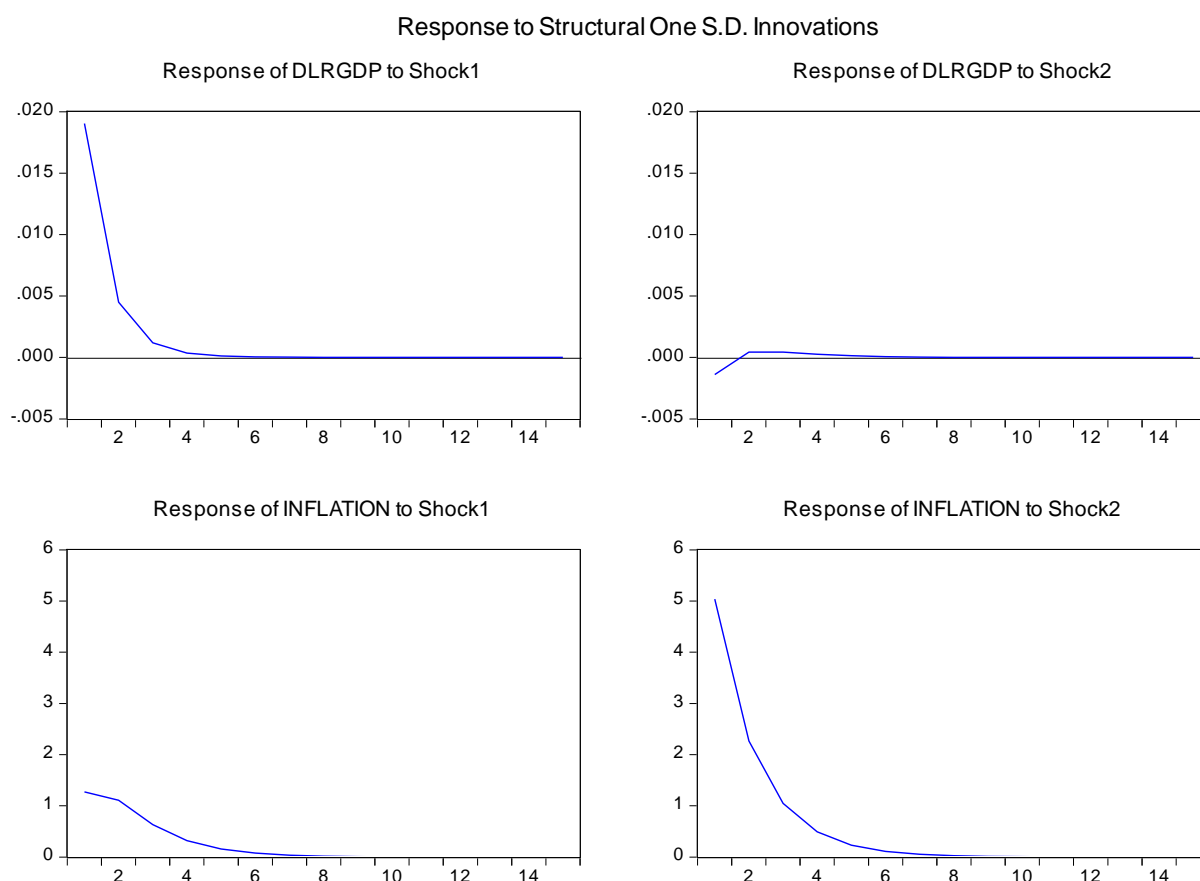 Response to Structural One S.D. Innovations
Response of DLRGDP to Shock1
.020
.015
.010
.005
.000
-.005
2 4 6 8 10 12 14
Response of DLRGDP to Shock2
.020
.015
.010
.005
.000
-.005
2 4 6 8 10 12 14
Response of INFLATION to Shock1
6
5
4
3
2
1
0
2 4 6 8 10 12 14
Response of INFLATION to Shock2
6
5
4
3
2
1
0
2 4 6 8 10 12 14